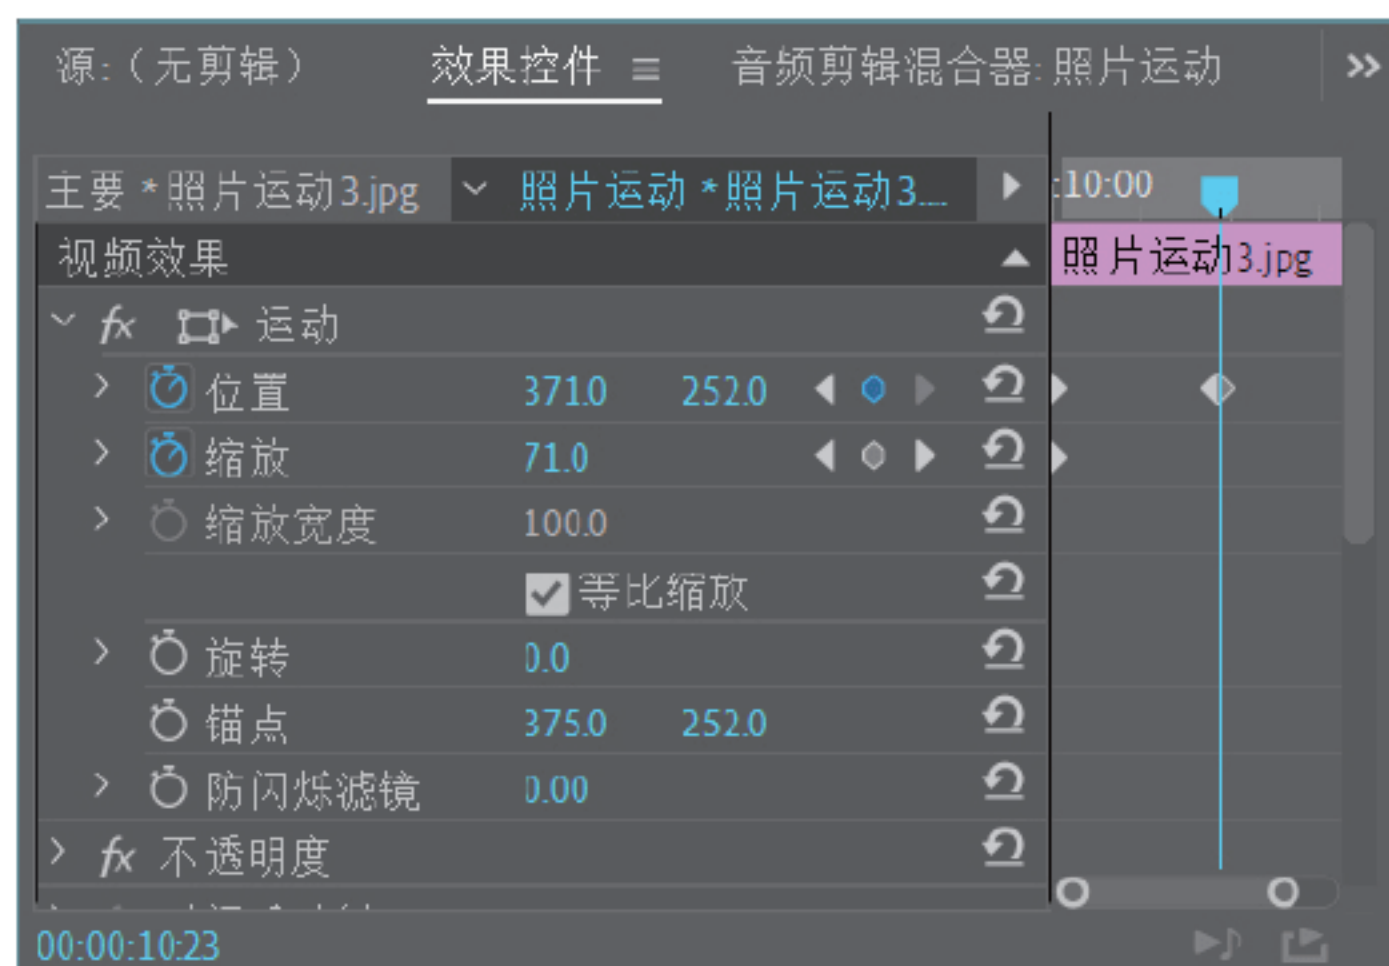 源:（无剪辑） 效果控件 音频剪辑混合器: 照片运动
主要 * 照片运动3.jpg 照片运动 * 照片运动3.... :10:00
视频效果 照片运动3.jpg
fx 运动
位置 371.0 252.0
缩放 71.0
缩放宽度 100.0
等比缩放
旋转 0.0
锚点 375.0 252.0
防闪烁滤镜 0.00
fx 不透明度
00:00:10:23